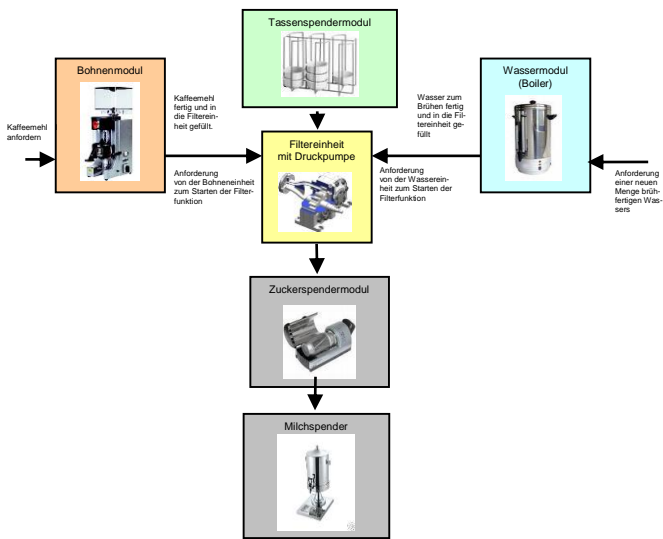 Tassenspendermodul
Bohnenmodul
Kaffeemehl
fertig und in
die Filterein-
heit gefüllt.
Wasser zum
Brühen fertig
und in die Fil-
tereinheit ge-
füllt
Wassermodul
(Boiler)
Kaffeemehl
anfordern
Filtereinheit
mit Druckpumpe
Anforderung
von der Bohneneinheit
zum Starten der Filter-
funktion
Anforderung
von der Wasserein-
heit zum Starten der
Filterfunktion
Anforderung
einer neuen
Menge brüh-
fertigen Was-
sers
Zuckerspendermodul
Milchspender